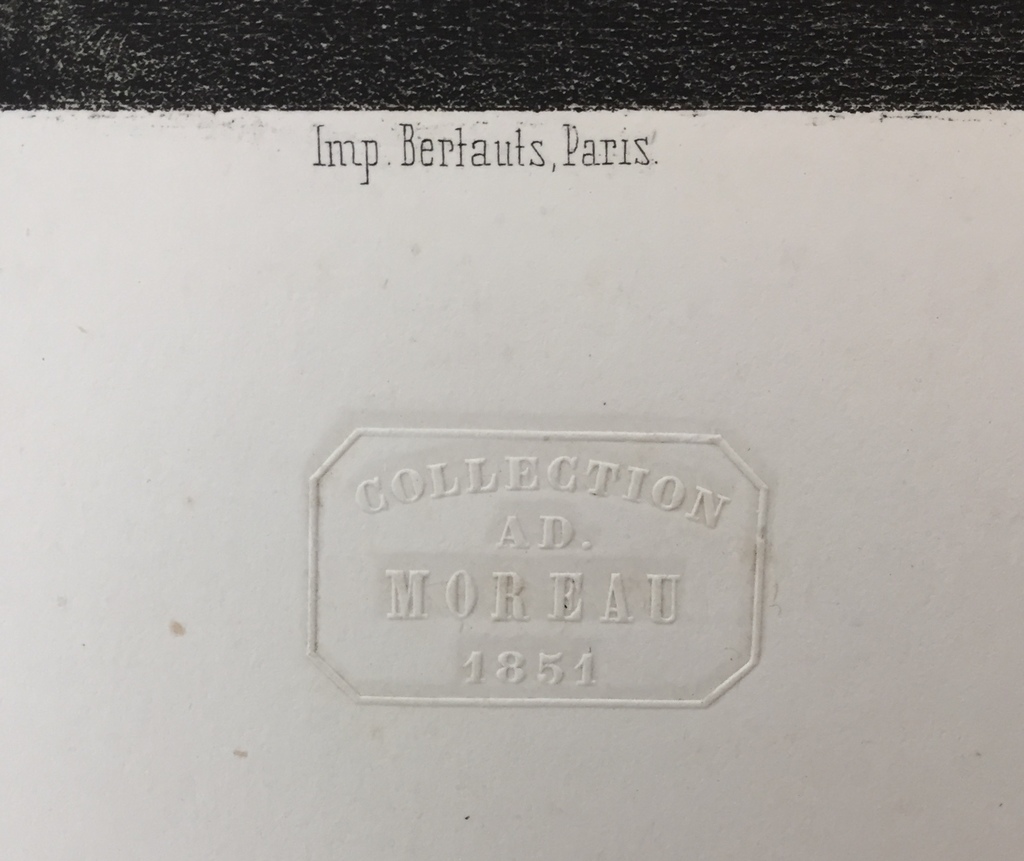 Imp. Bertauts, Paris.
COLLECTION
AD.
MOREAU
1851